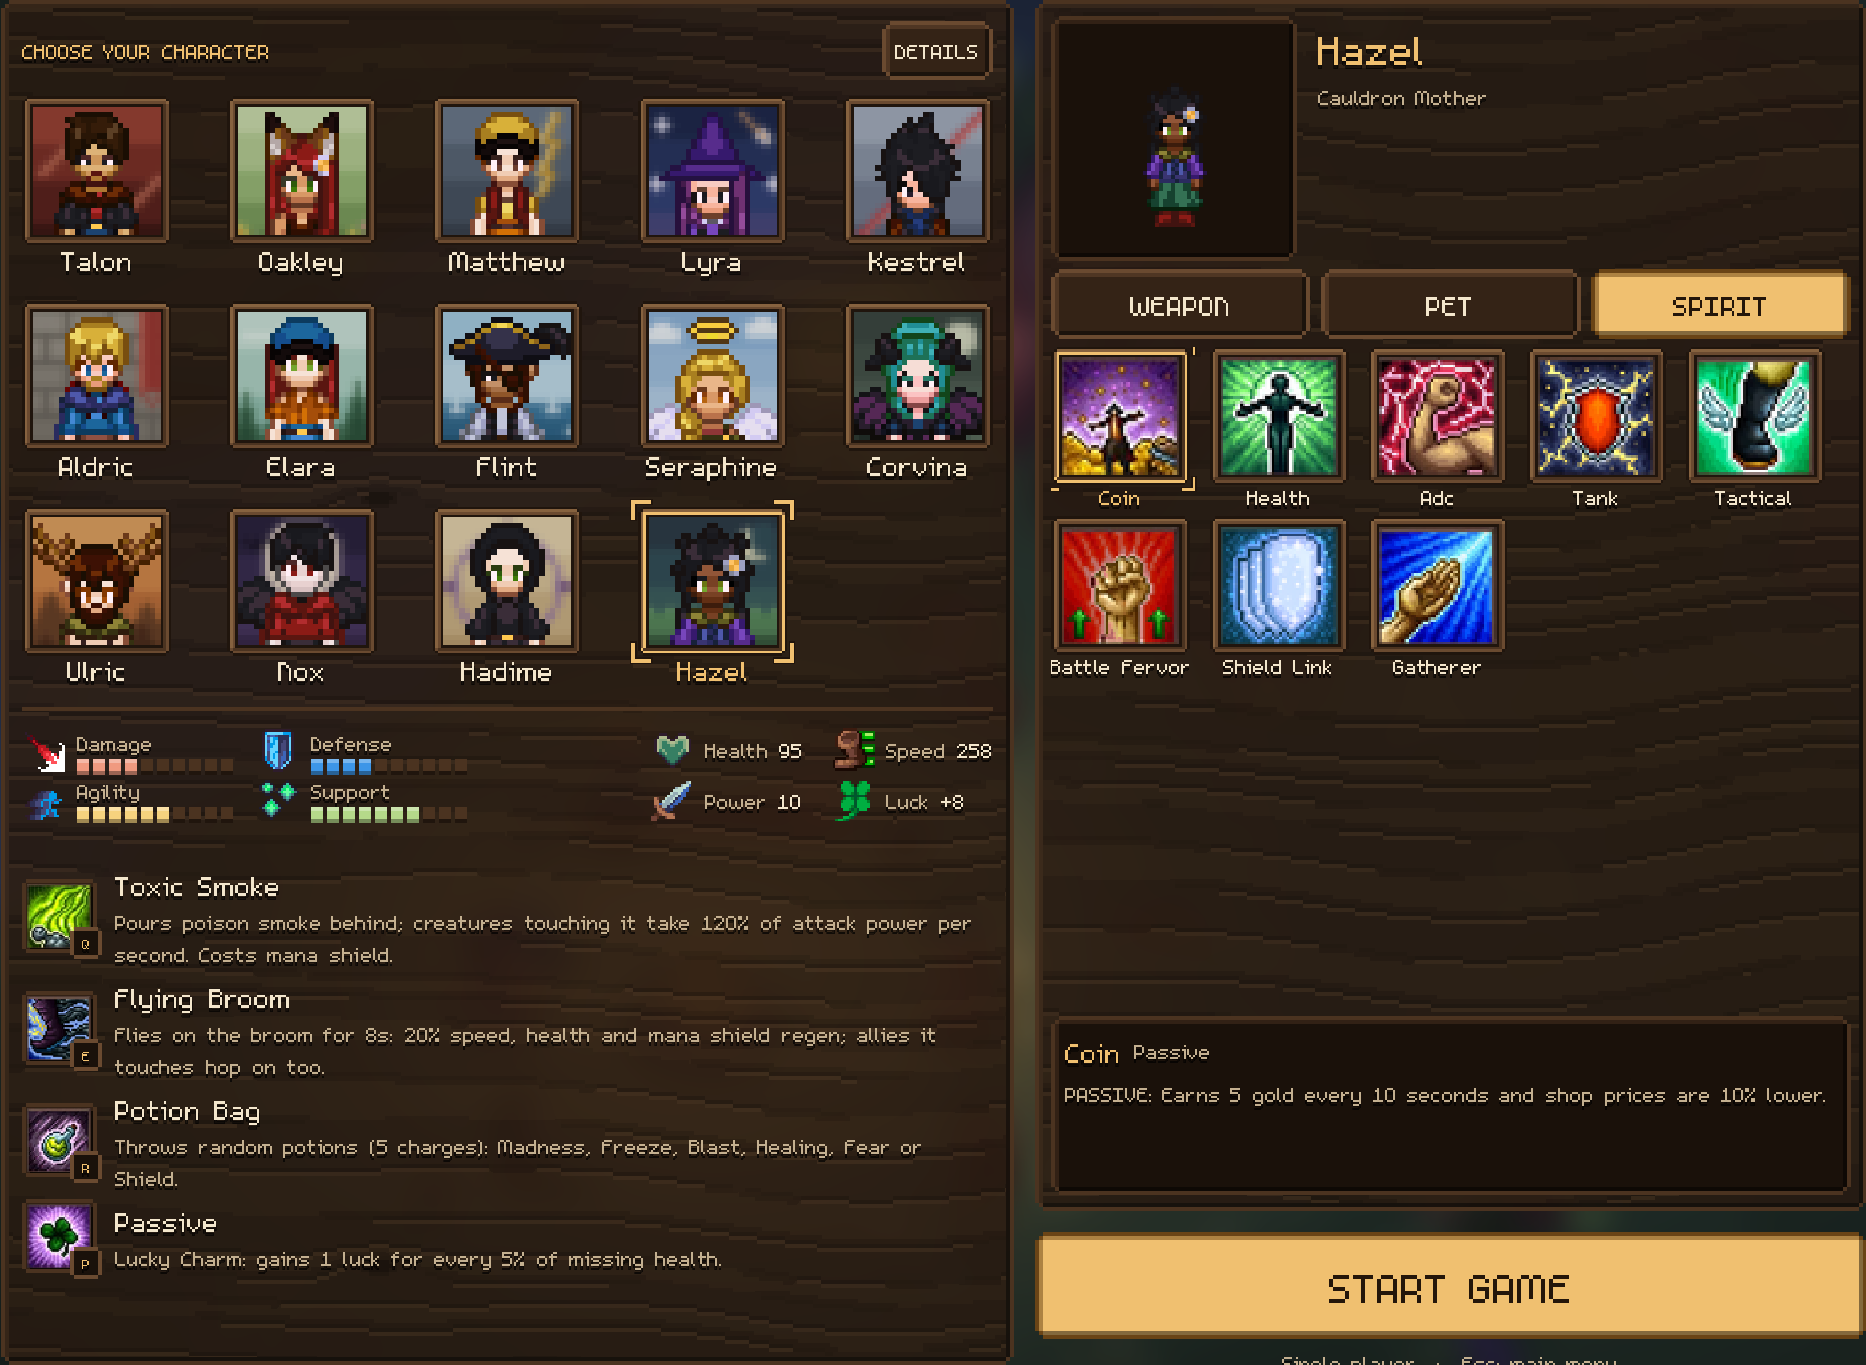 CHOOSE YOUR CHARACTER
DETAILS
Talon
Oakley
Matthew
Lyra
Kestrel
Aldric
Elara
Flint
Seraphine
Corvina
Ulric
Nox
Hadime
Hazel
Damage
Defense
Health 95
Speed 258
Agility
Support
Power 10
Luck +8
Toxic Smoke
Q
Pours poison smoke behind; creatures touching it take 120% of attack power per
second. Costs mana shield.
Flying Broom
E
Flies on the broom for 8s: 20% speed, health and mana shield regen; allies it
touches hop on too.
Potion Bag
R
Throws random potions (5 charges): Madness, Freeze, Blast, Healing, Fear or
Shield.
Passive
P
Lucky Charm: gains 1 luck for every 5% of missing health.
Hazel
Cauldron Mother
WEAPON
PET
SPIRIT
Coin
Health
Adc
Tank
Tactical
Battle Fervor
Shield Link
Gatherer
Coin Passive
PASSIVE: Earns 5 gold every 10 seconds and shop prices are 10% lower.
START GAME
Single player · Esc: main menu